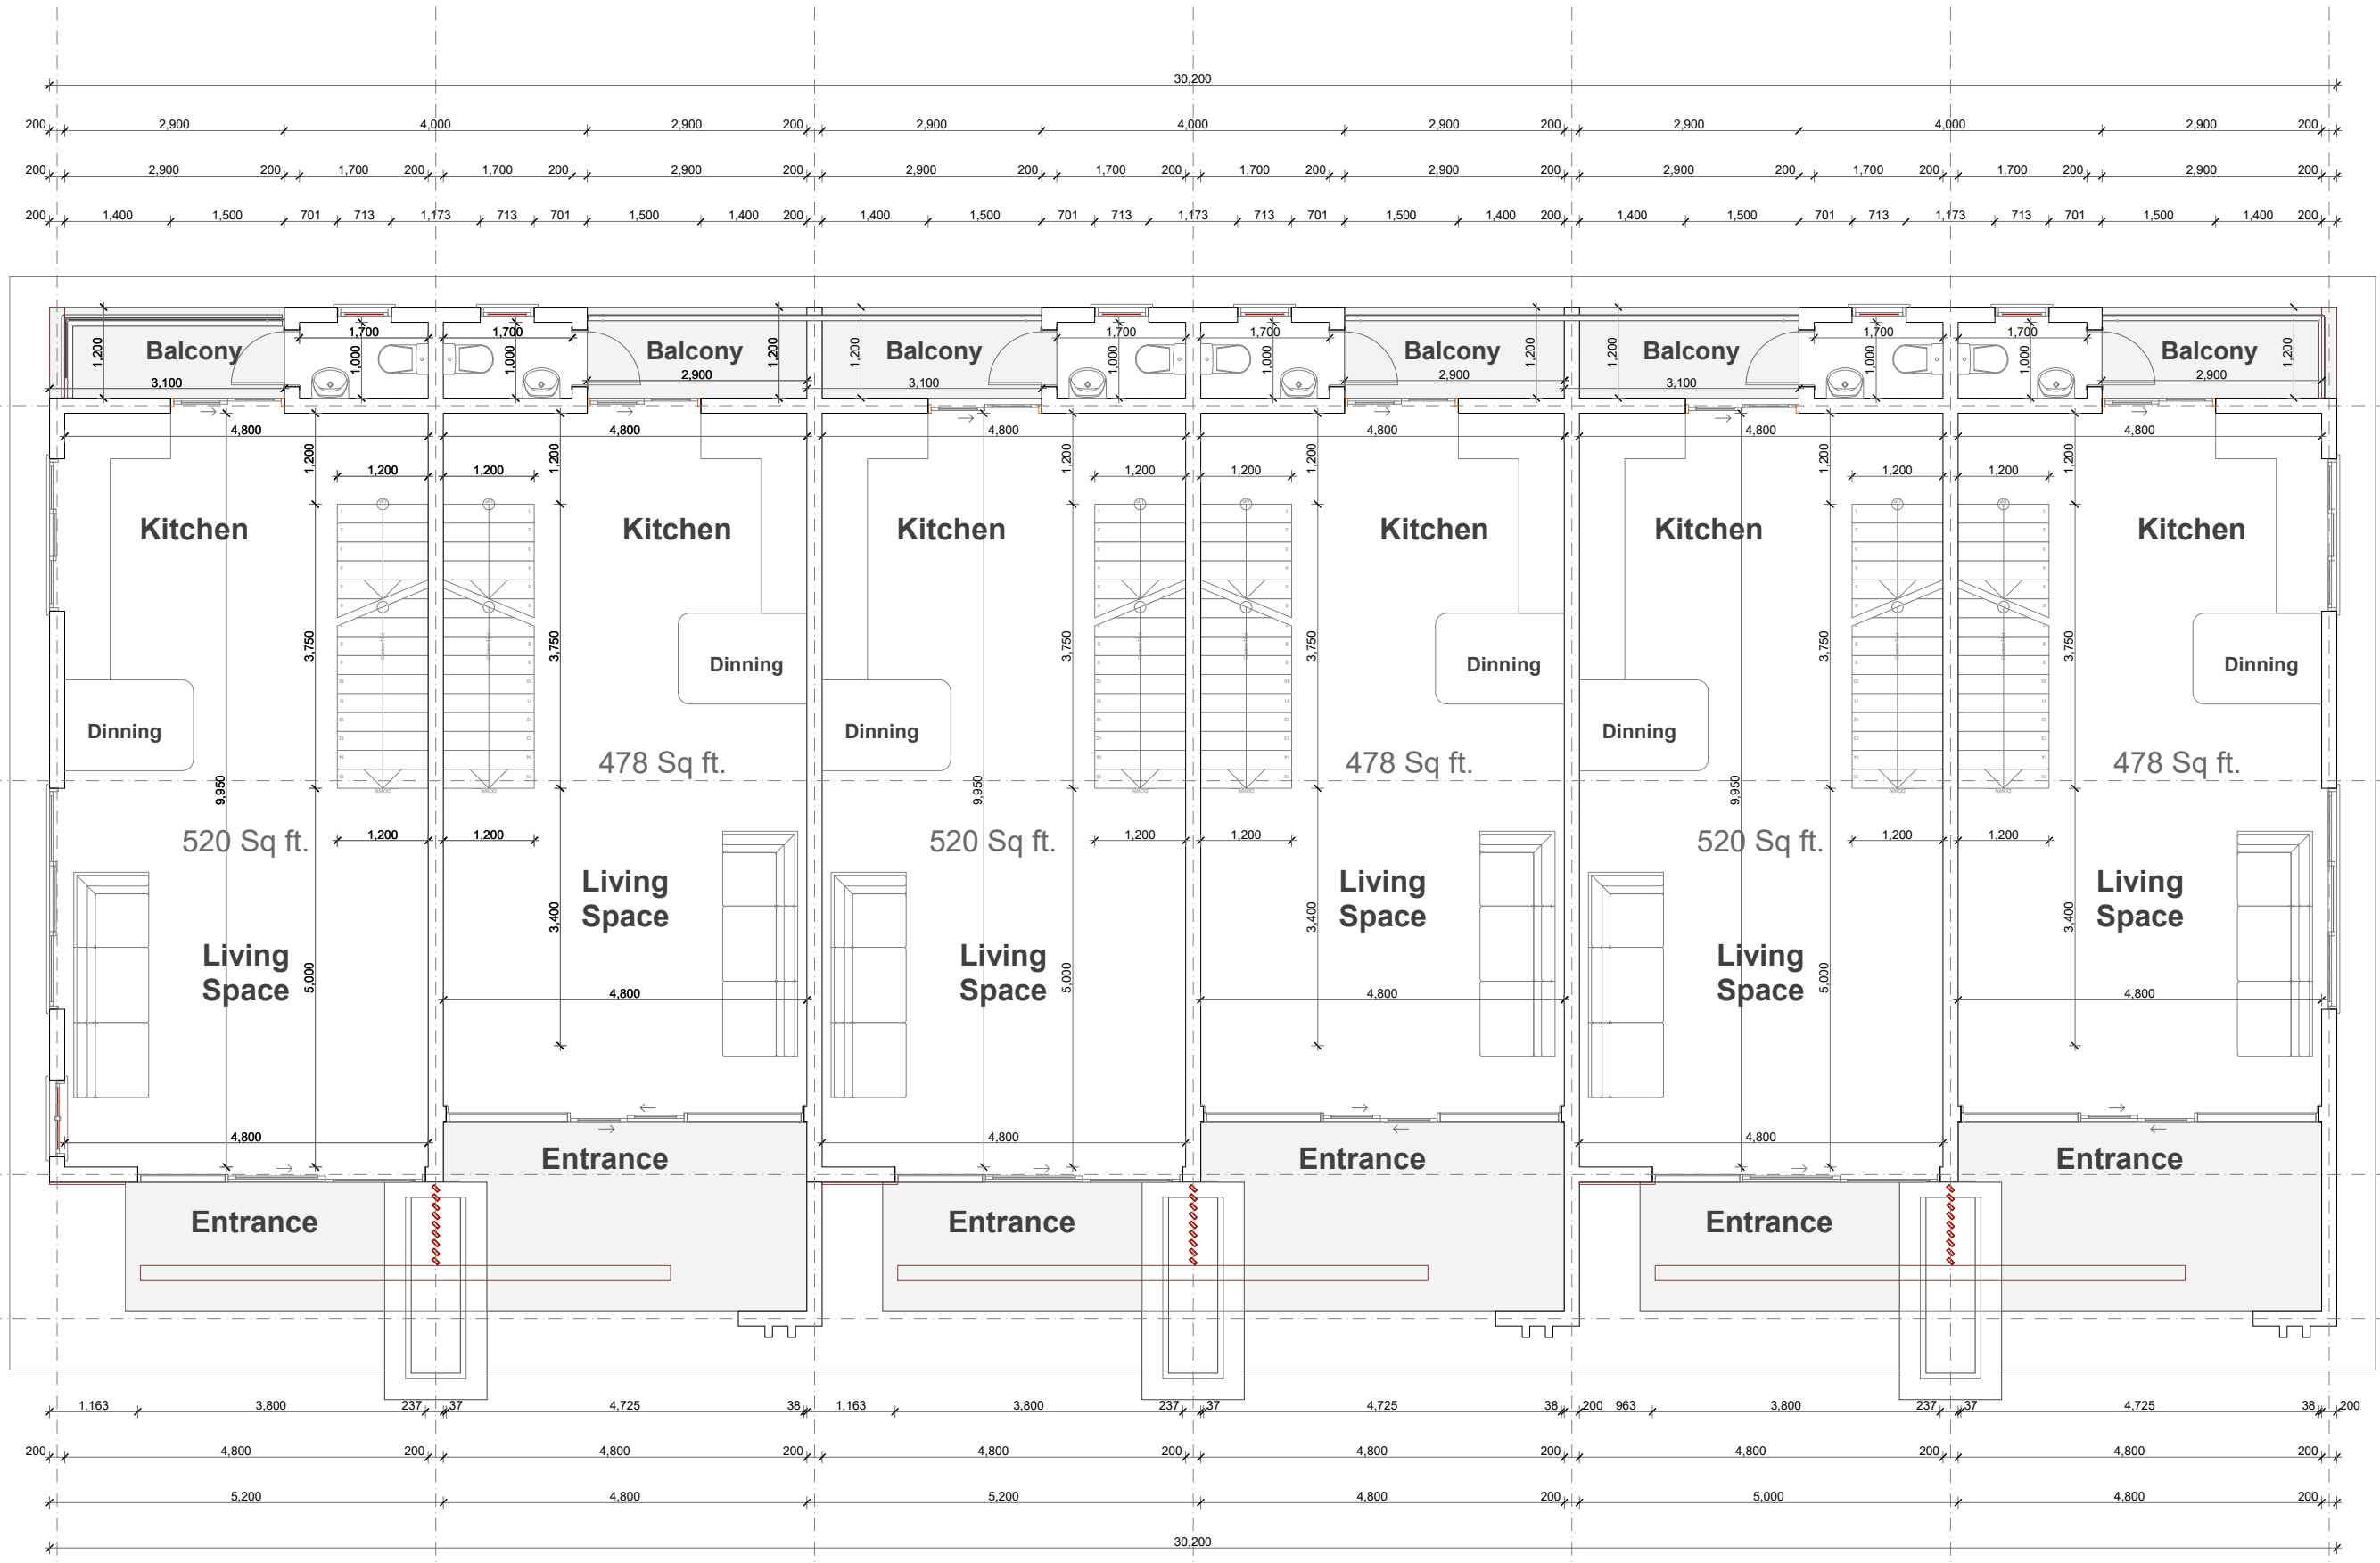 30,200
200 2,900 4,000 2,900 200 2,900 4,000 2,900 200 2,900 4,000 2,900 200
200 2,900 200 1,700 200 1,700 200 2,900 200 2,900 200 1,700 200 1,700 200 2,900 200 2,900 200 1,700 200 1,700 200 2,900 200
200 1,400 1,500 701 713 1,173 713 701 1,500 1,400 200 1,400 1,500 701 713 1,173 713 701 1,500 1,400 200 1,400 1,500 701 713 1,173 713 701 1,500 1,400 200
1,700 1,700 1,700 1,700 1,700 1,700
1,200 Balcony 1,000 1,000 Balcony 1,200 1,200 Balcony 1,000 1,000 Balcony 1,200 1,200 Balcony 1,000 1,000 Balcony 1,200
3,100 2,900 3,100 2,900 3,100 2,900
4,800 4,800 4,800 4,800 4,800 4,800
1,200 1,200 1,200 1,200 1,200 1,200
1,200 1,200 1,200 1,200 1,200 1,200
Kitchen Kitchen Kitchen Kitchen Kitchen Kitchen
3,750 3,750 3,750 3,750 3,750 3,750
Dinning Dinning Dinning
Dinning Dinning Dinning
478 Sq ft. 478 Sq ft. 478 Sq ft.
9,950 9,950 9,950
520 Sq ft. 520 Sq ft. 520 Sq ft.
1,200 1,200 1,200 1,200 1,200 1,200
Living Living Living
Space Space Space
3,400 3,400 3,400
Living Living Living
Space Space Space
5,000 5,000 5,000
4,800 4,800 4,800
4,800 4,800 4,800
Entrance Entrance Entrance
Entrance Entrance Entrance
1,163 3,800 237 37 4,725 38 1,163 3,800 237 37 4,725 38 200 963 3,800 237 37 4,725 38 200
200 4,800 200 4,800 200 4,800 200 4,800 200 4,800 200 4,800 200
5,200 4,800 5,200 4,800 200 5,000 4,800 200
30,200